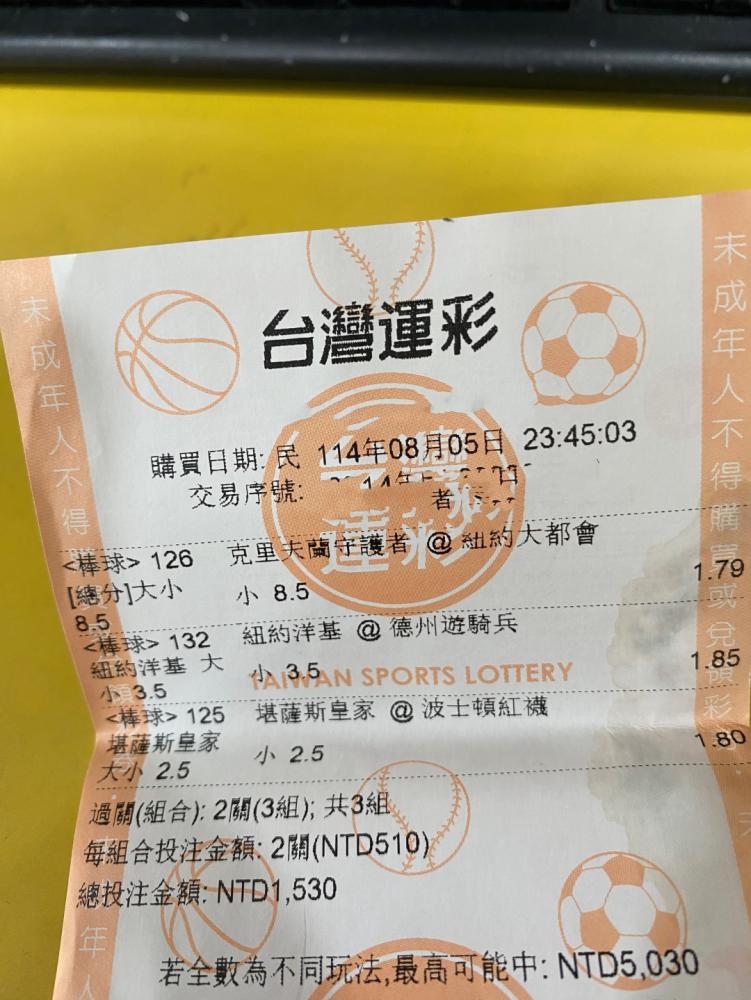 台灣運彩
購買日期: 民 114年08月05日 23:45:03
交易序號:
<棒球> 126 克里夫蘭守護者 @ 紐約大都會
[總分]大小 小 8.5 1.79
8.5
<棒球> 132 紐約洋基 @ 德州遊騎兵
紐約洋基 大 小 3.5 1.85
小 3.5
TAIWAN SPORTS LOTTERY
<棒球> 125 堪薩斯皇家 @ 波士頓紅襪
堪薩斯皇家 小 2.5 1.80
大小 2.5
過關(組合): 2關(3組); 共3組
每組合投注金額: 2關(NTD510)
總投注金額: NTD1,530
若全數為不同玩法,最高可能中: NTD5,030
未成年人不得購買或兌領彩
未成年人不得
年人